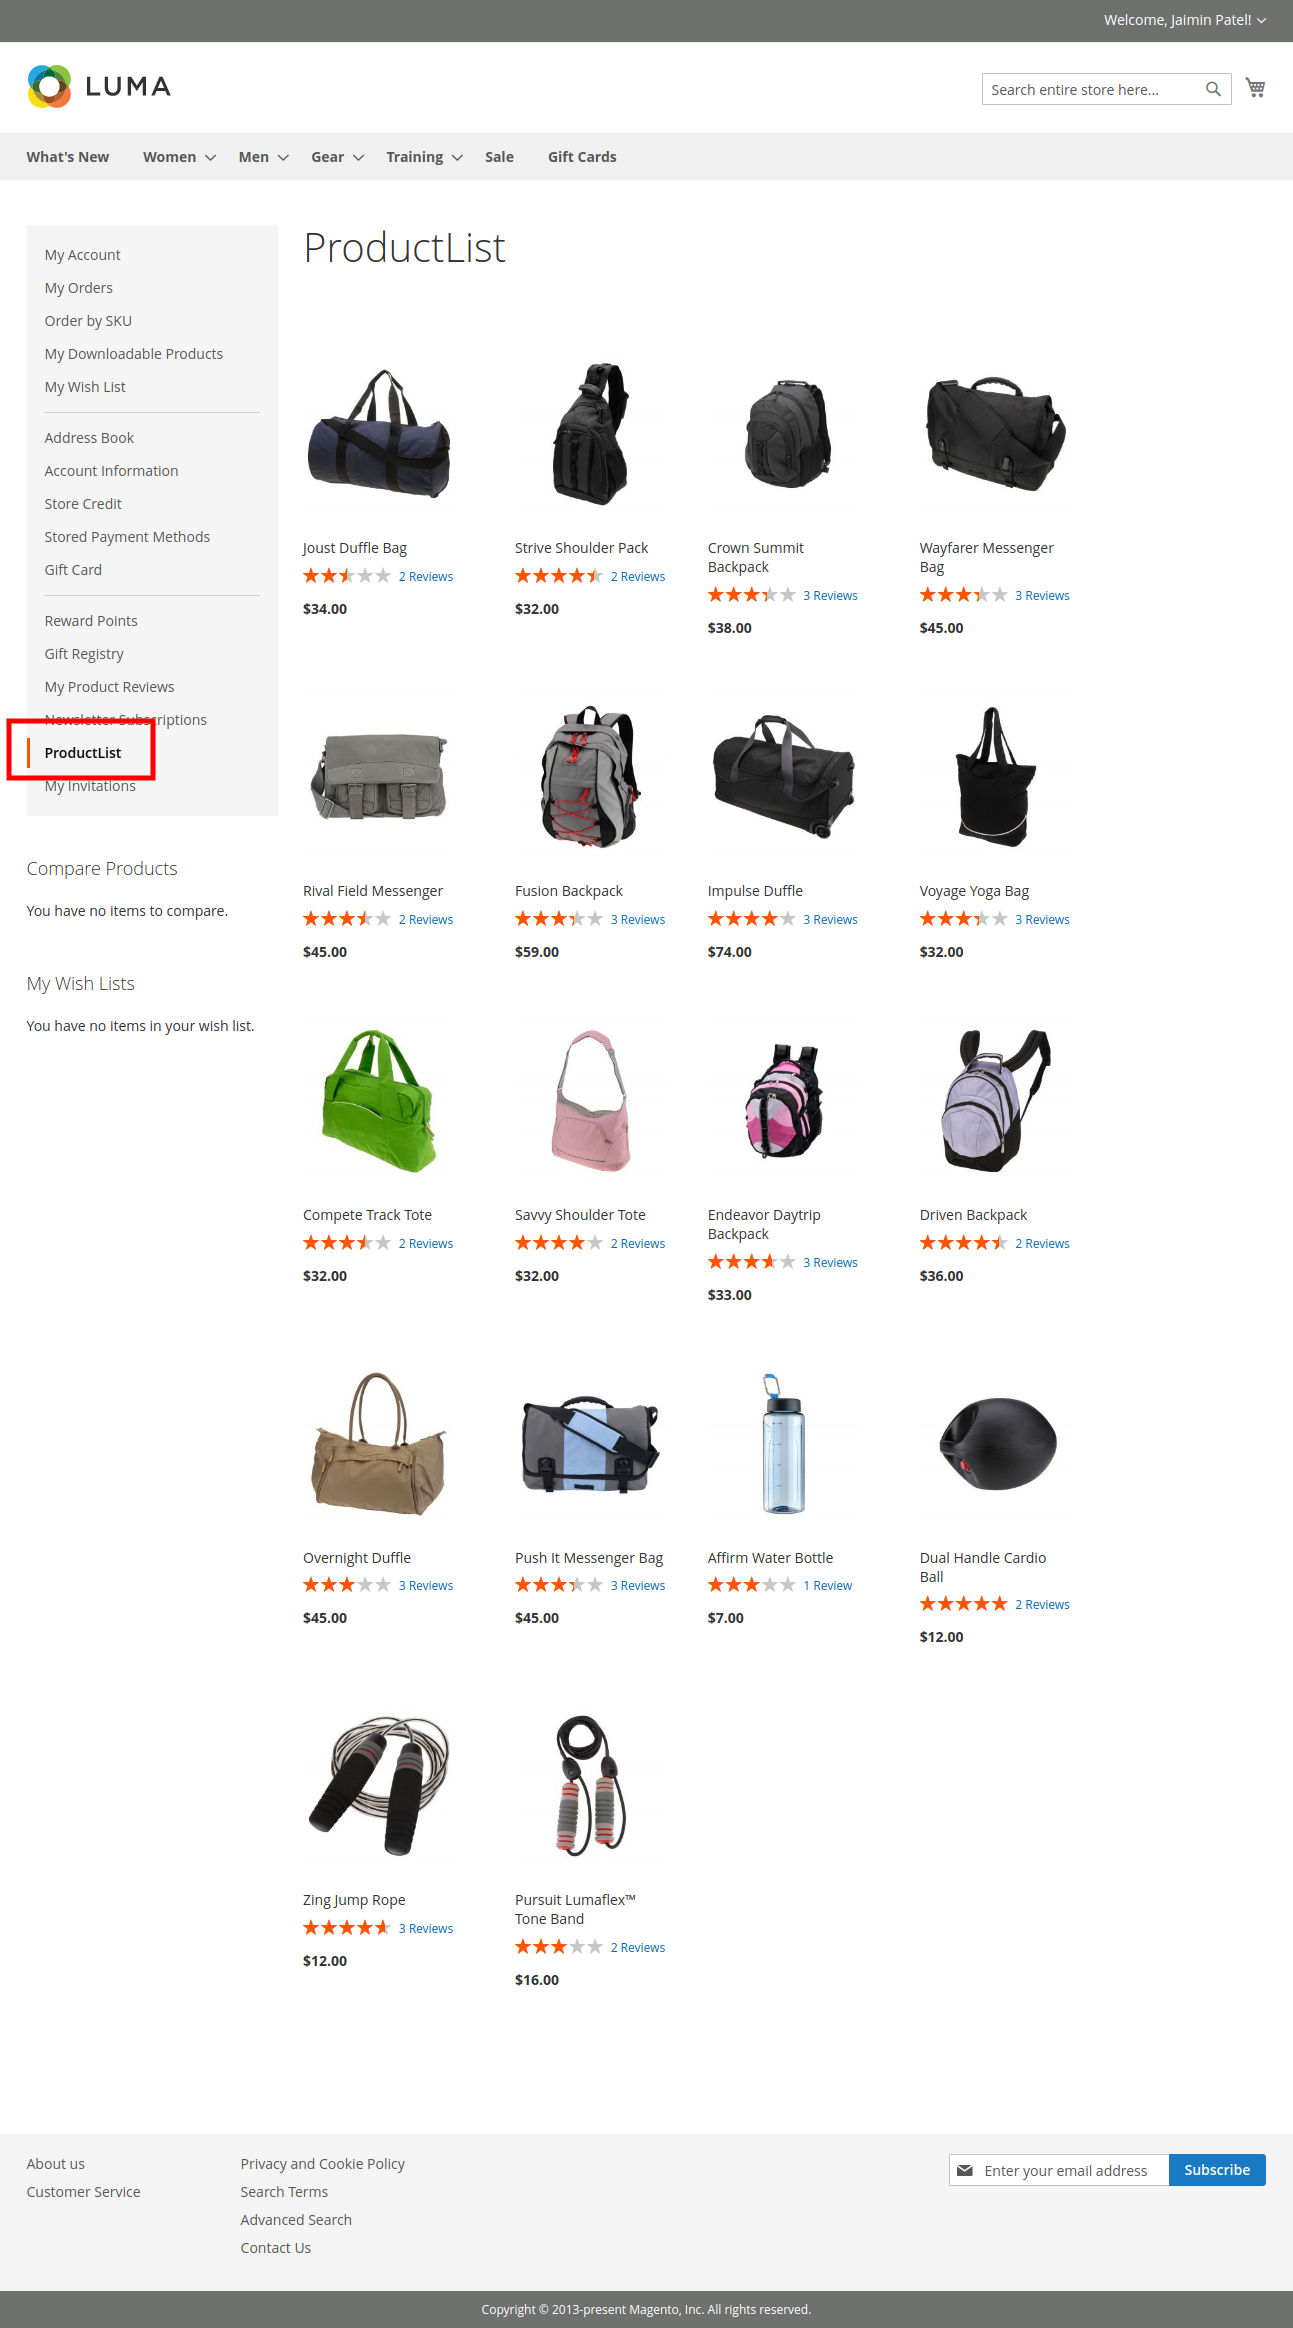 Welcome, Jaimin Patel!
LUMA
Search entire store here...
What's New Women Men Gear Training Sale Gift Cards
My Account
My Orders
Order by SKU
My Downloadable Products
My Wish List
Address Book
Account Information
Store Credit
Stored Payment Methods
Gift Card
Reward Points
Gift Registry
My Product Reviews
Newsletter Subscriptions
ProductList
My Invitations
Compare Products
You have no items to compare.
My Wish Lists
You have no items in your wish list.
ProductList
Joust Duffle Bag
2 Reviews
$34.00
Strive Shoulder Pack
2 Reviews
$32.00
Crown Summit
Backpack
3 Reviews
$38.00
Wayfarer Messenger
Bag
3 Reviews
$45.00
Rival Field Messenger
2 Reviews
$45.00
Fusion Backpack
3 Reviews
$59.00
Impulse Duffle
3 Reviews
$74.00
Voyage Yoga Bag
3 Reviews
$32.00
Compete Track Tote
2 Reviews
$32.00
Savvy Shoulder Tote
2 Reviews
$32.00
Endeavor Daytrip
Backpack
3 Reviews
$33.00
Driven Backpack
2 Reviews
$36.00
Overnight Duffle
3 Reviews
$45.00
Push It Messenger Bag
3 Reviews
$45.00
Affirm Water Bottle
1 Review
$7.00
Dual Handle Cardio
Ball
2 Reviews
$12.00
Zing Jump Rope
3 Reviews
$12.00
Pursuit Lumaflex™
Tone Band
2 Reviews
$16.00
About us
Customer Service
Privacy and Cookie Policy
Search Terms
Advanced Search
Contact Us
Enter your email address
Subscribe
Copyright © 2013-present Magento, Inc. All rights reserved.